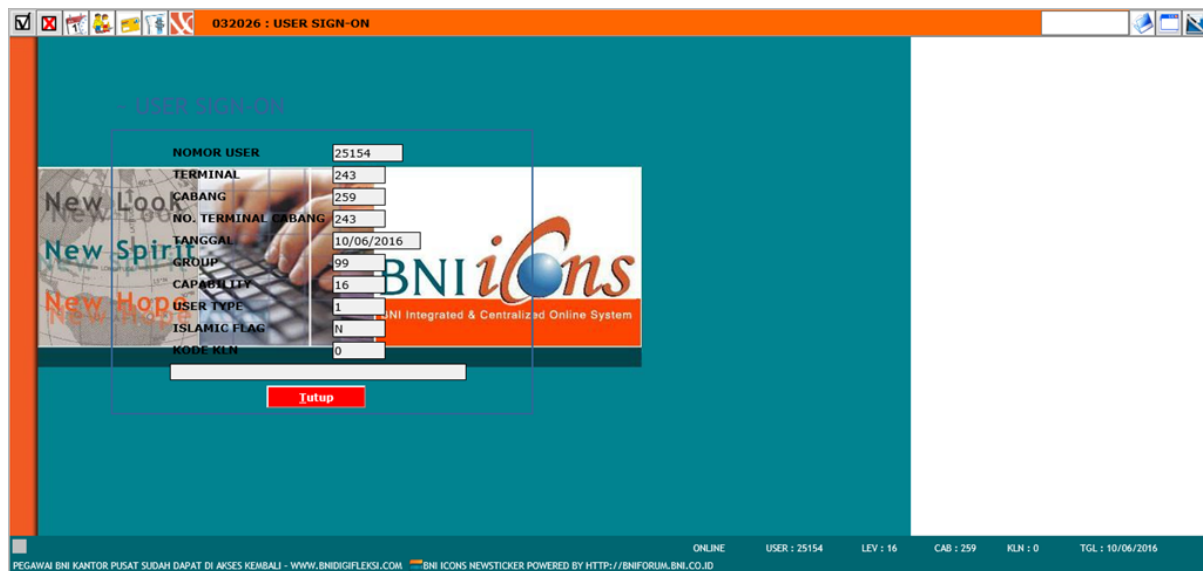 032026 : USER SIGN-ON
- USER SIGN-ON
NOMOR USER 25154
TERMINAL 243
CABANG 259
NO. TERMINAL CABANG 243
TANGGAL 10/06/2016
GROUP 99
CAPABILITY 16
USER TYPE 1
ISLAMIC FLAG N
KODE KLN 0
Tutup
New Look
New Spirit
New Hope
BNI icons
BNI Integrated & Centralized Online System
ONLINE USER : 25154 LEV : 16 CAB : 259 KLN : 0 TGL : 10/06/2016
PEGAWAI BNI KANTOR PUSAT SUDAH DAPAT DI AKSES KEMBALI - WWW.BNIDIGIFLEKSI.COM BNI ICONS NEWSTICKER POWERED BY HTTP://BNIFORUM.BNI.CO.ID